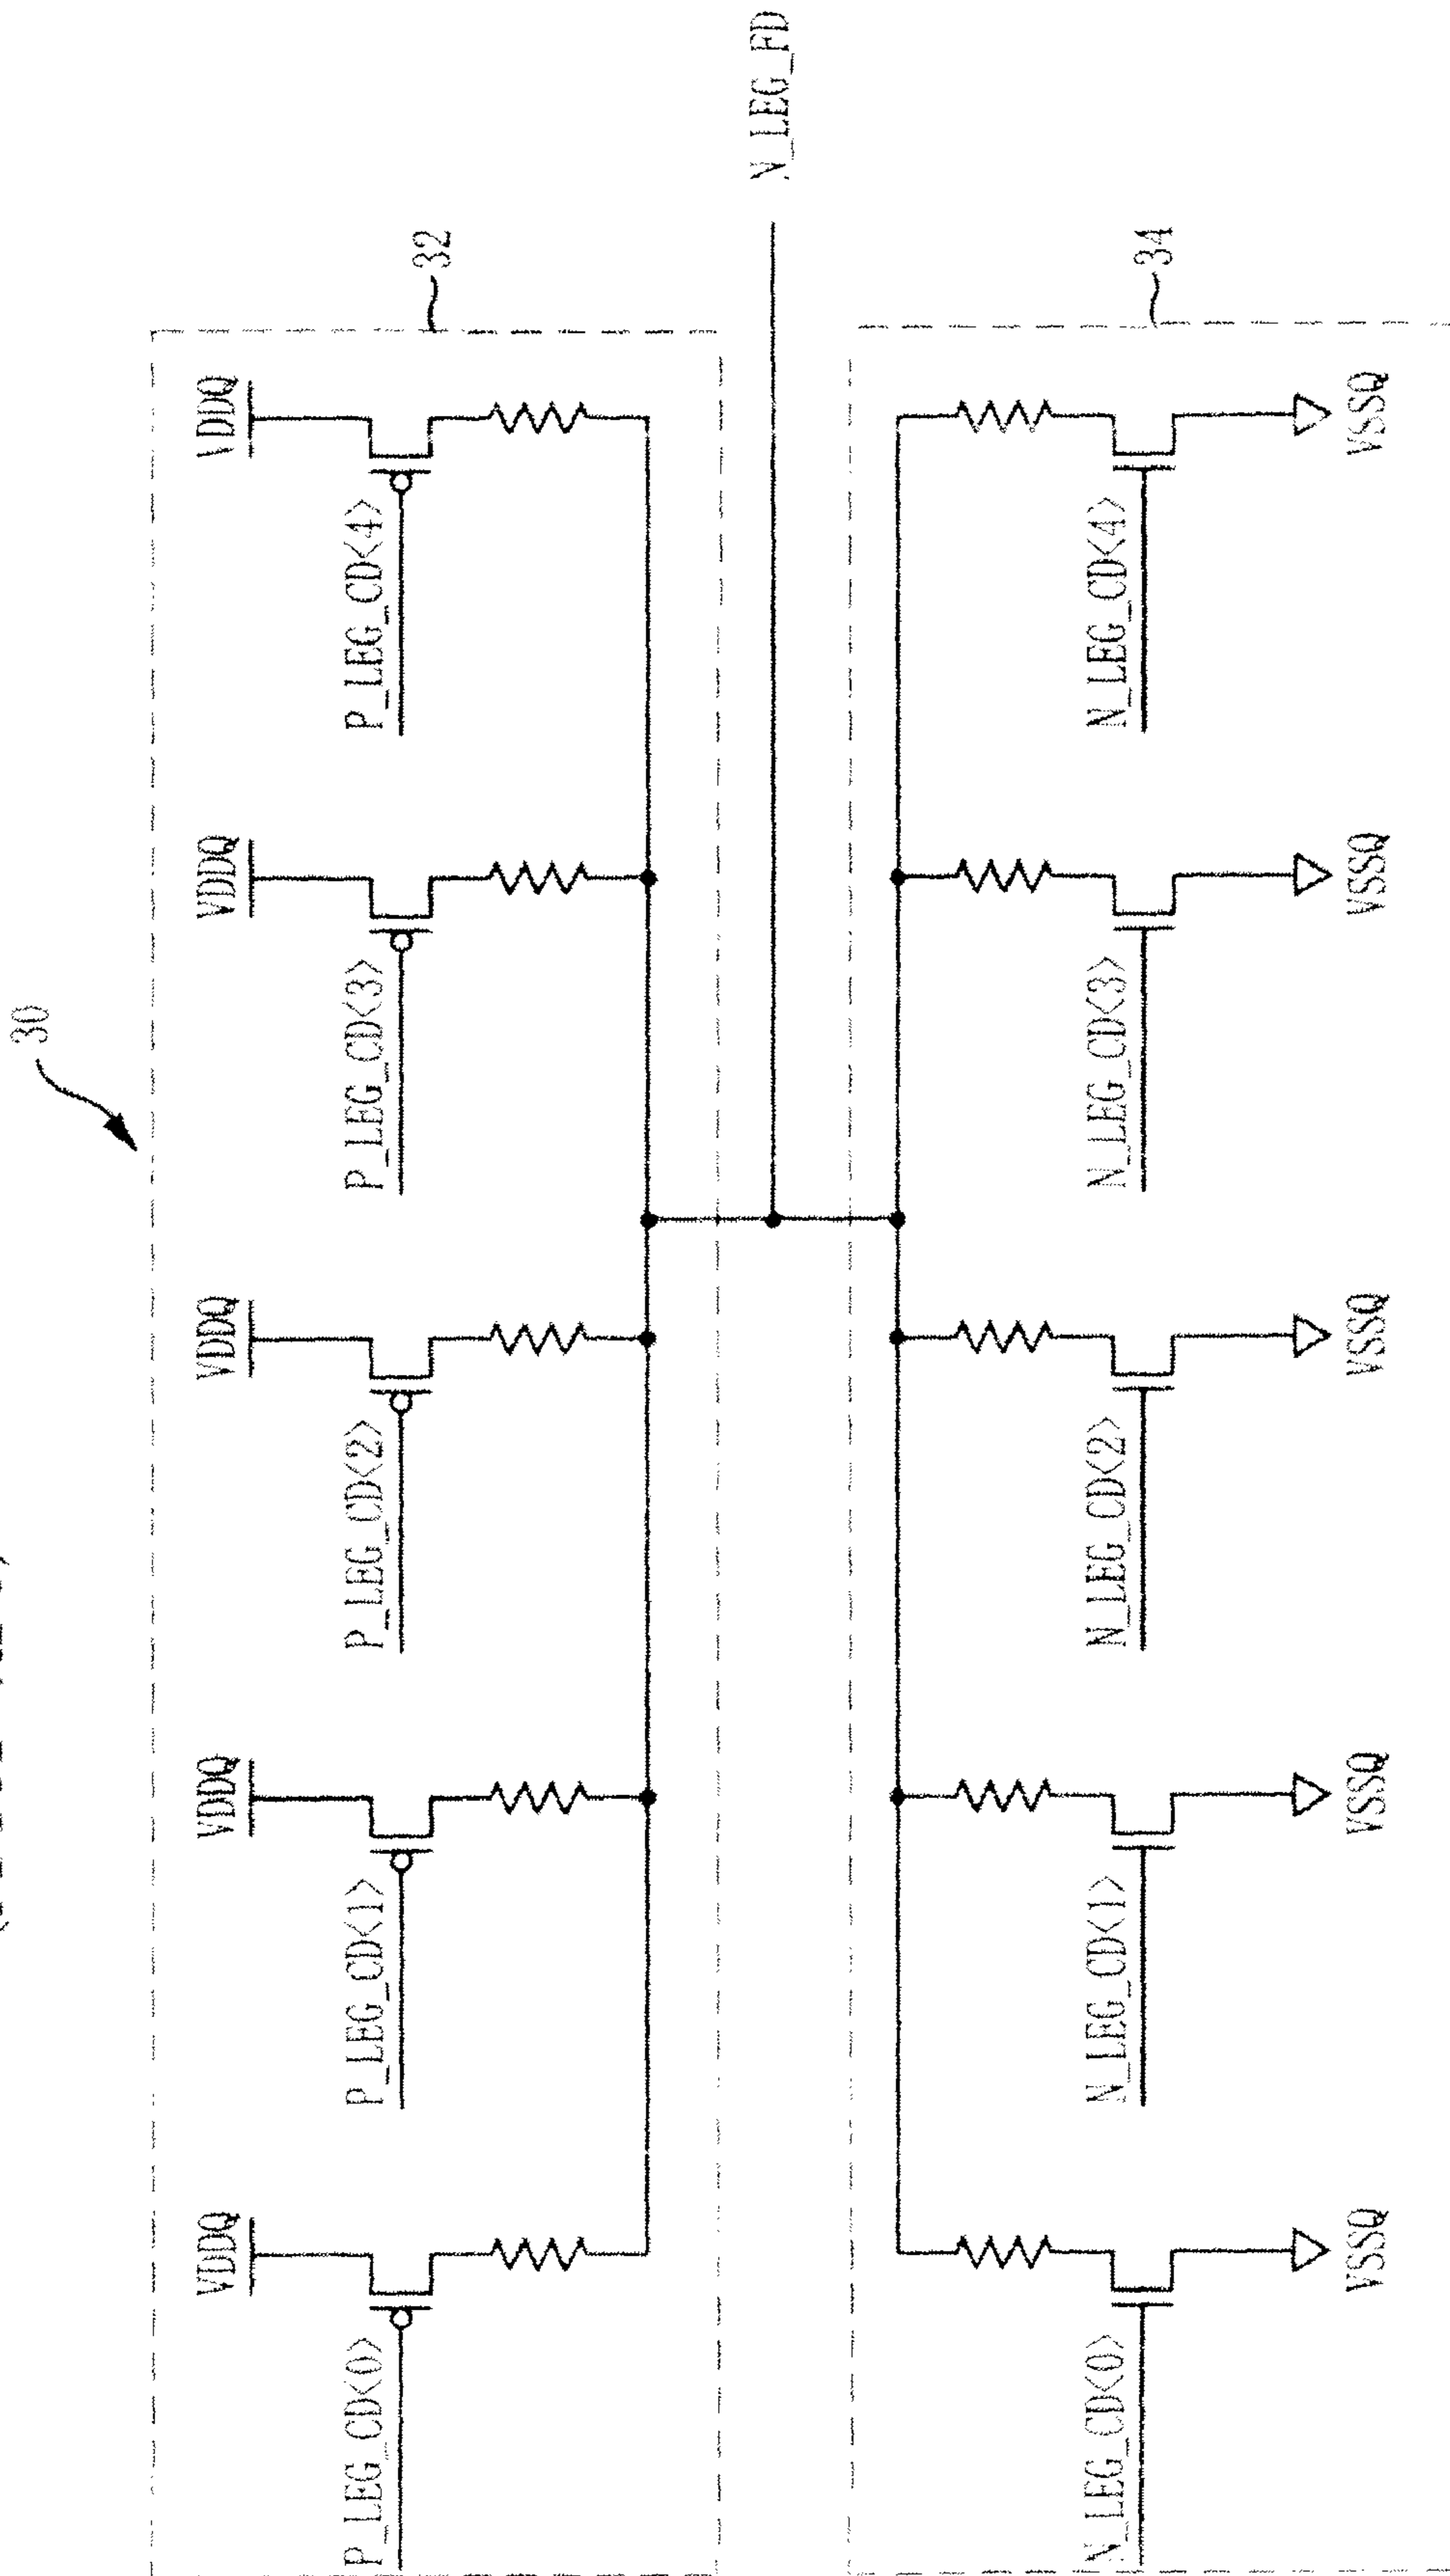 30
32
VDDQ
VDDQ
VDDQ
VDDQ
VDDQ
P_LEG_CD<0>
P_LEG_CD<1>
P_LEG_CD<2>
P_LEG_CD<3>
P_LEG_CD<4>
N_LEG_FD
34
N_LEG_CD<0>
N_LEG_CD<1>
N_LEG_CD<2>
N_LEG_CD<3>
N_LEG_CD<4>
VSSQ
VSSQ
VSSQ
VSSQ
VSSQ